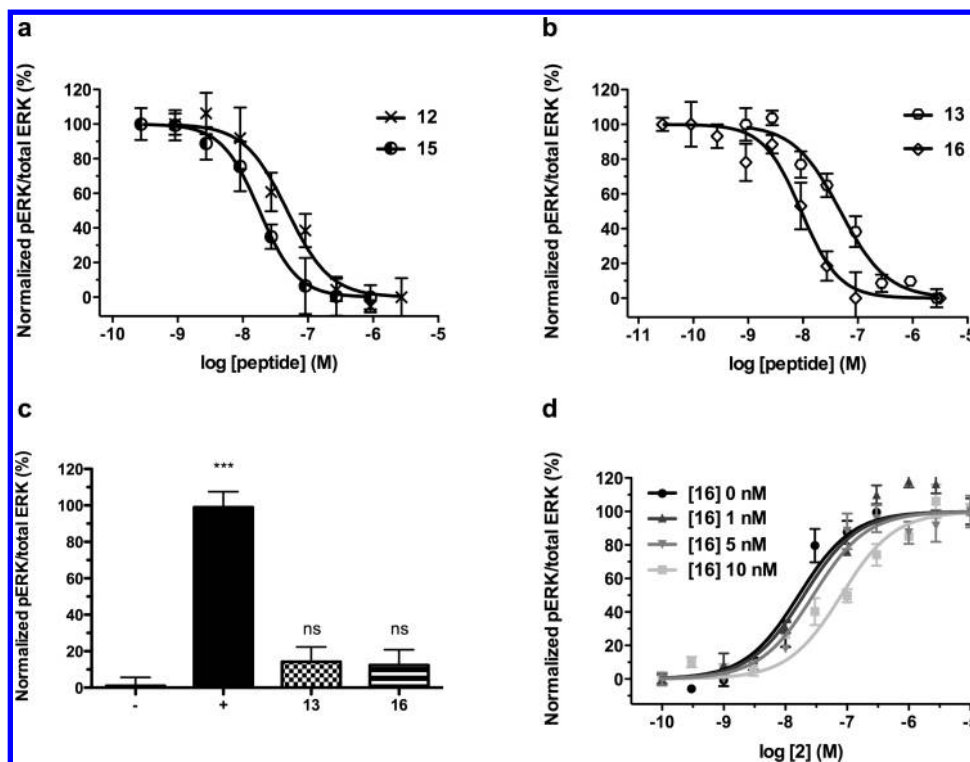 a
Normalized pERK/total ERK (%)
120
100
80
60
40
20
0
-10 -9 -8 -7 -6 -5
log [peptide] (M)
12
15
b
Normalized pERK/total ERK (%)
120
100
80
60
40
20
0
-11 -10 -9 -8 -7 -6 -5
log [peptide] (M)
13
16
c
Normalized pERK/total ERK (%)
120
100
80
60
40
20
0
***
ns ns
- + 13 16
d
Normalized pERK/total ERK (%)
120
100
80
60
40
20
0
[16] 0 nM
[16] 1 nM
[16] 5 nM
[16] 10 nM
-10 -9 -8 -7 -6 -5
log [2] (M)